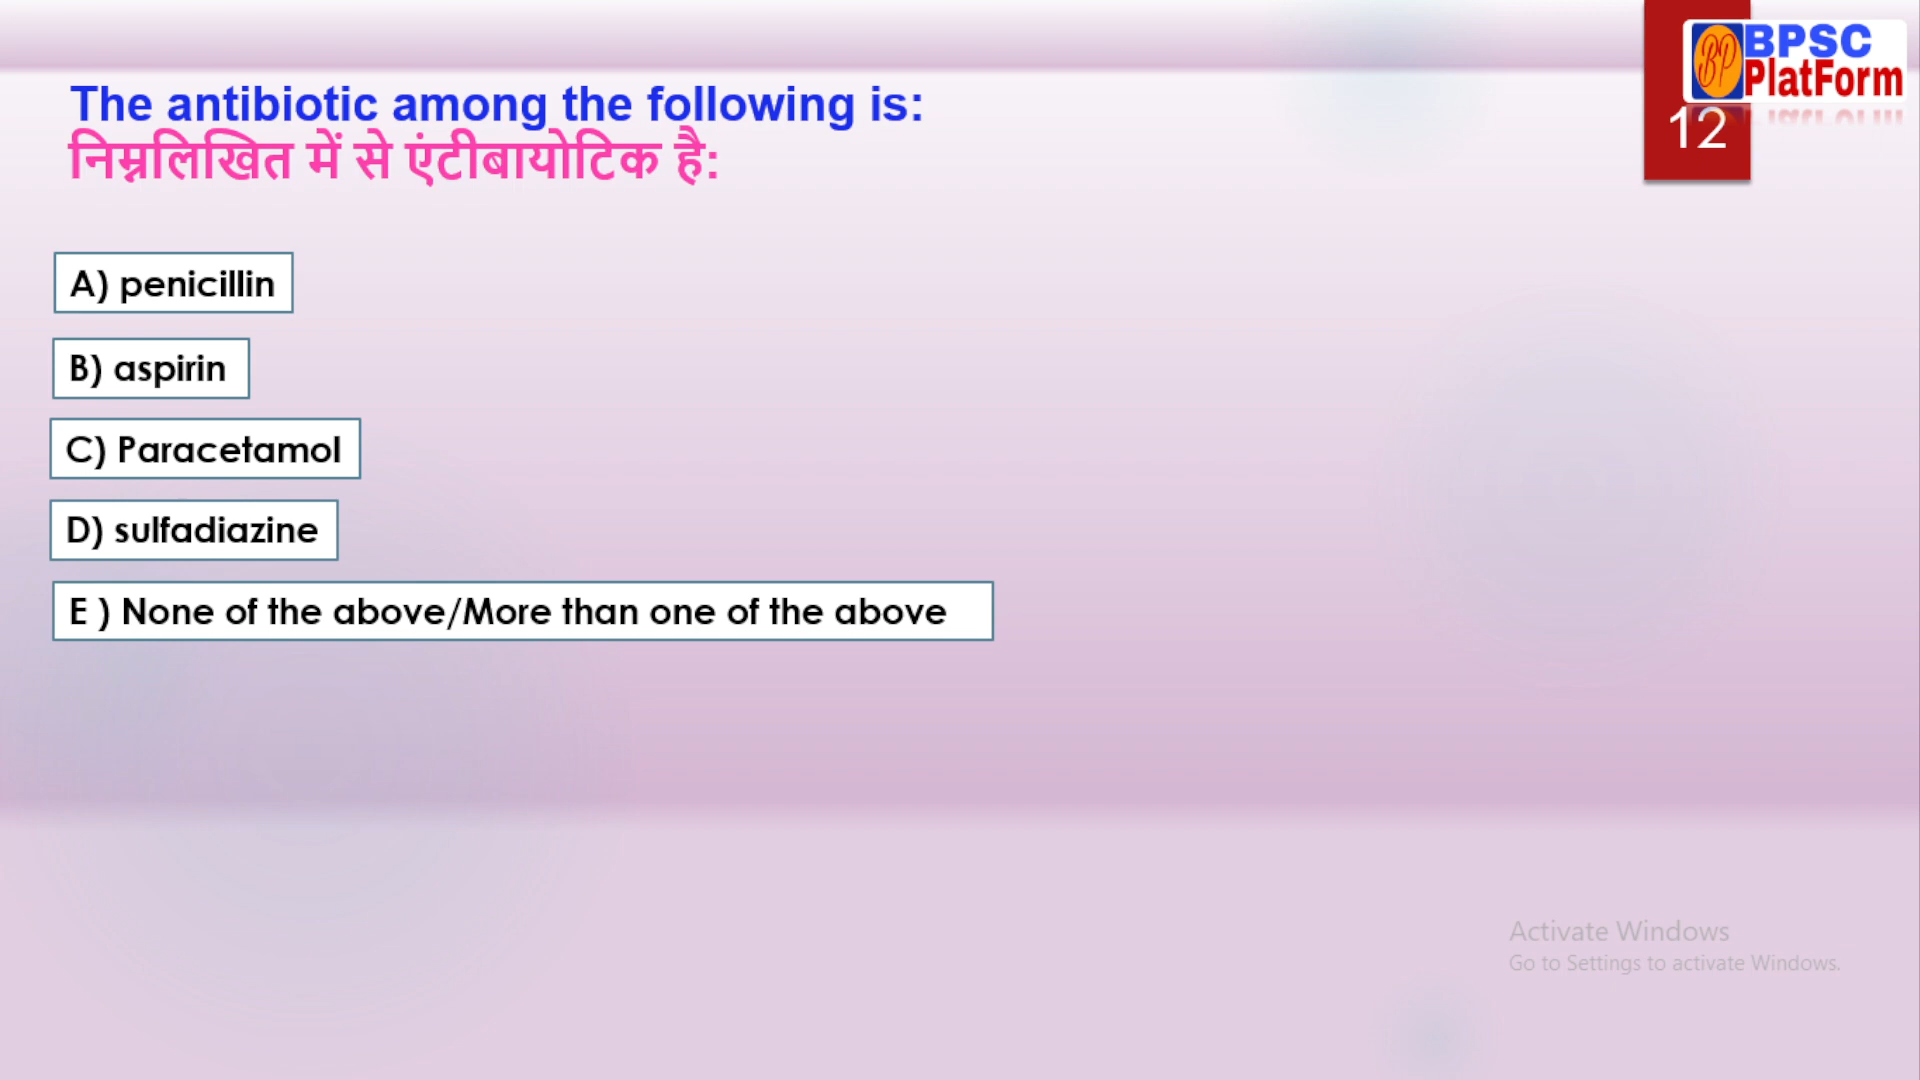 The antibiotic among the following is:
निम्नलिखित में से एंटीबायोटिक है:
BP
BPSC
PlatForm
12
A) penicillin
B) aspirin
C) Paracetamol
D) sulfadiazine
E ) None of the above/More than one of the above
Activate Windows
Go to Settings to activate Windows.